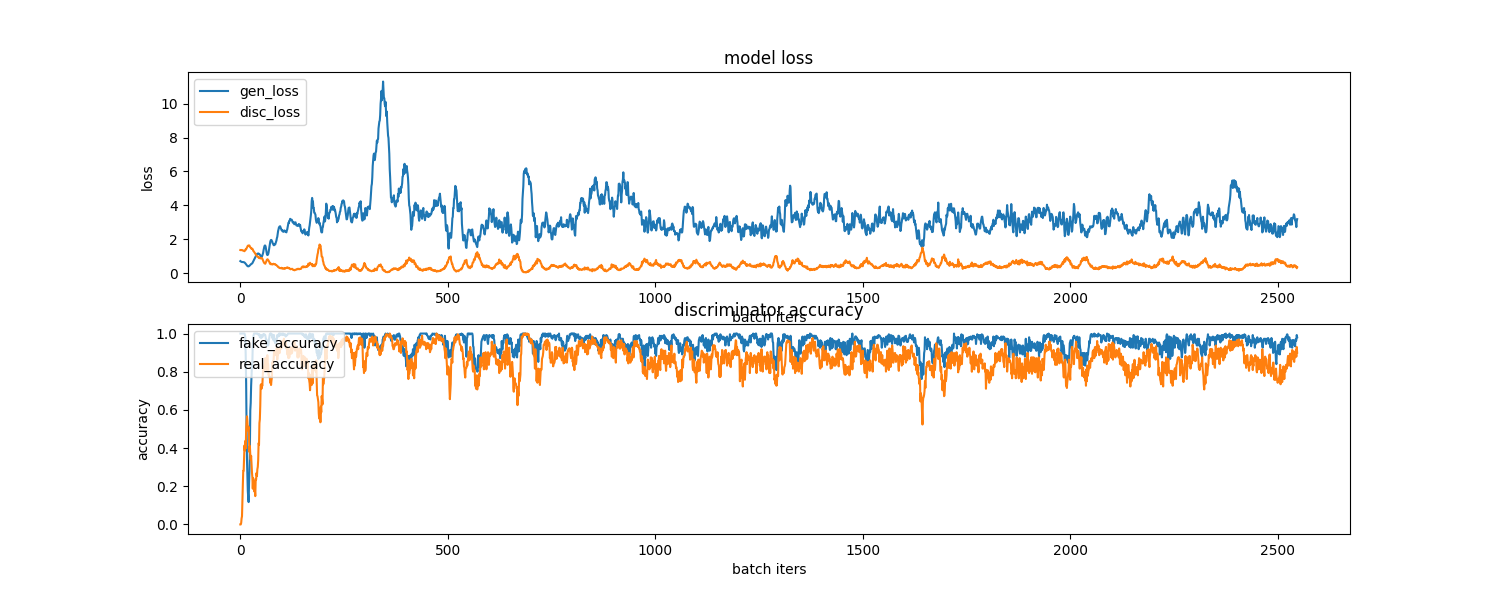 model loss
gen_loss
disc_loss
loss
10
8
6
4
2
0
0
500
1000
1500
2000
2500
batch iters
discriminator accuracy
fake_accuracy
real_accuracy
accuracy
1.0
0.8
0.6
0.4
0.2
0.0
0
500
1000
1500
2000
2500
batch iters